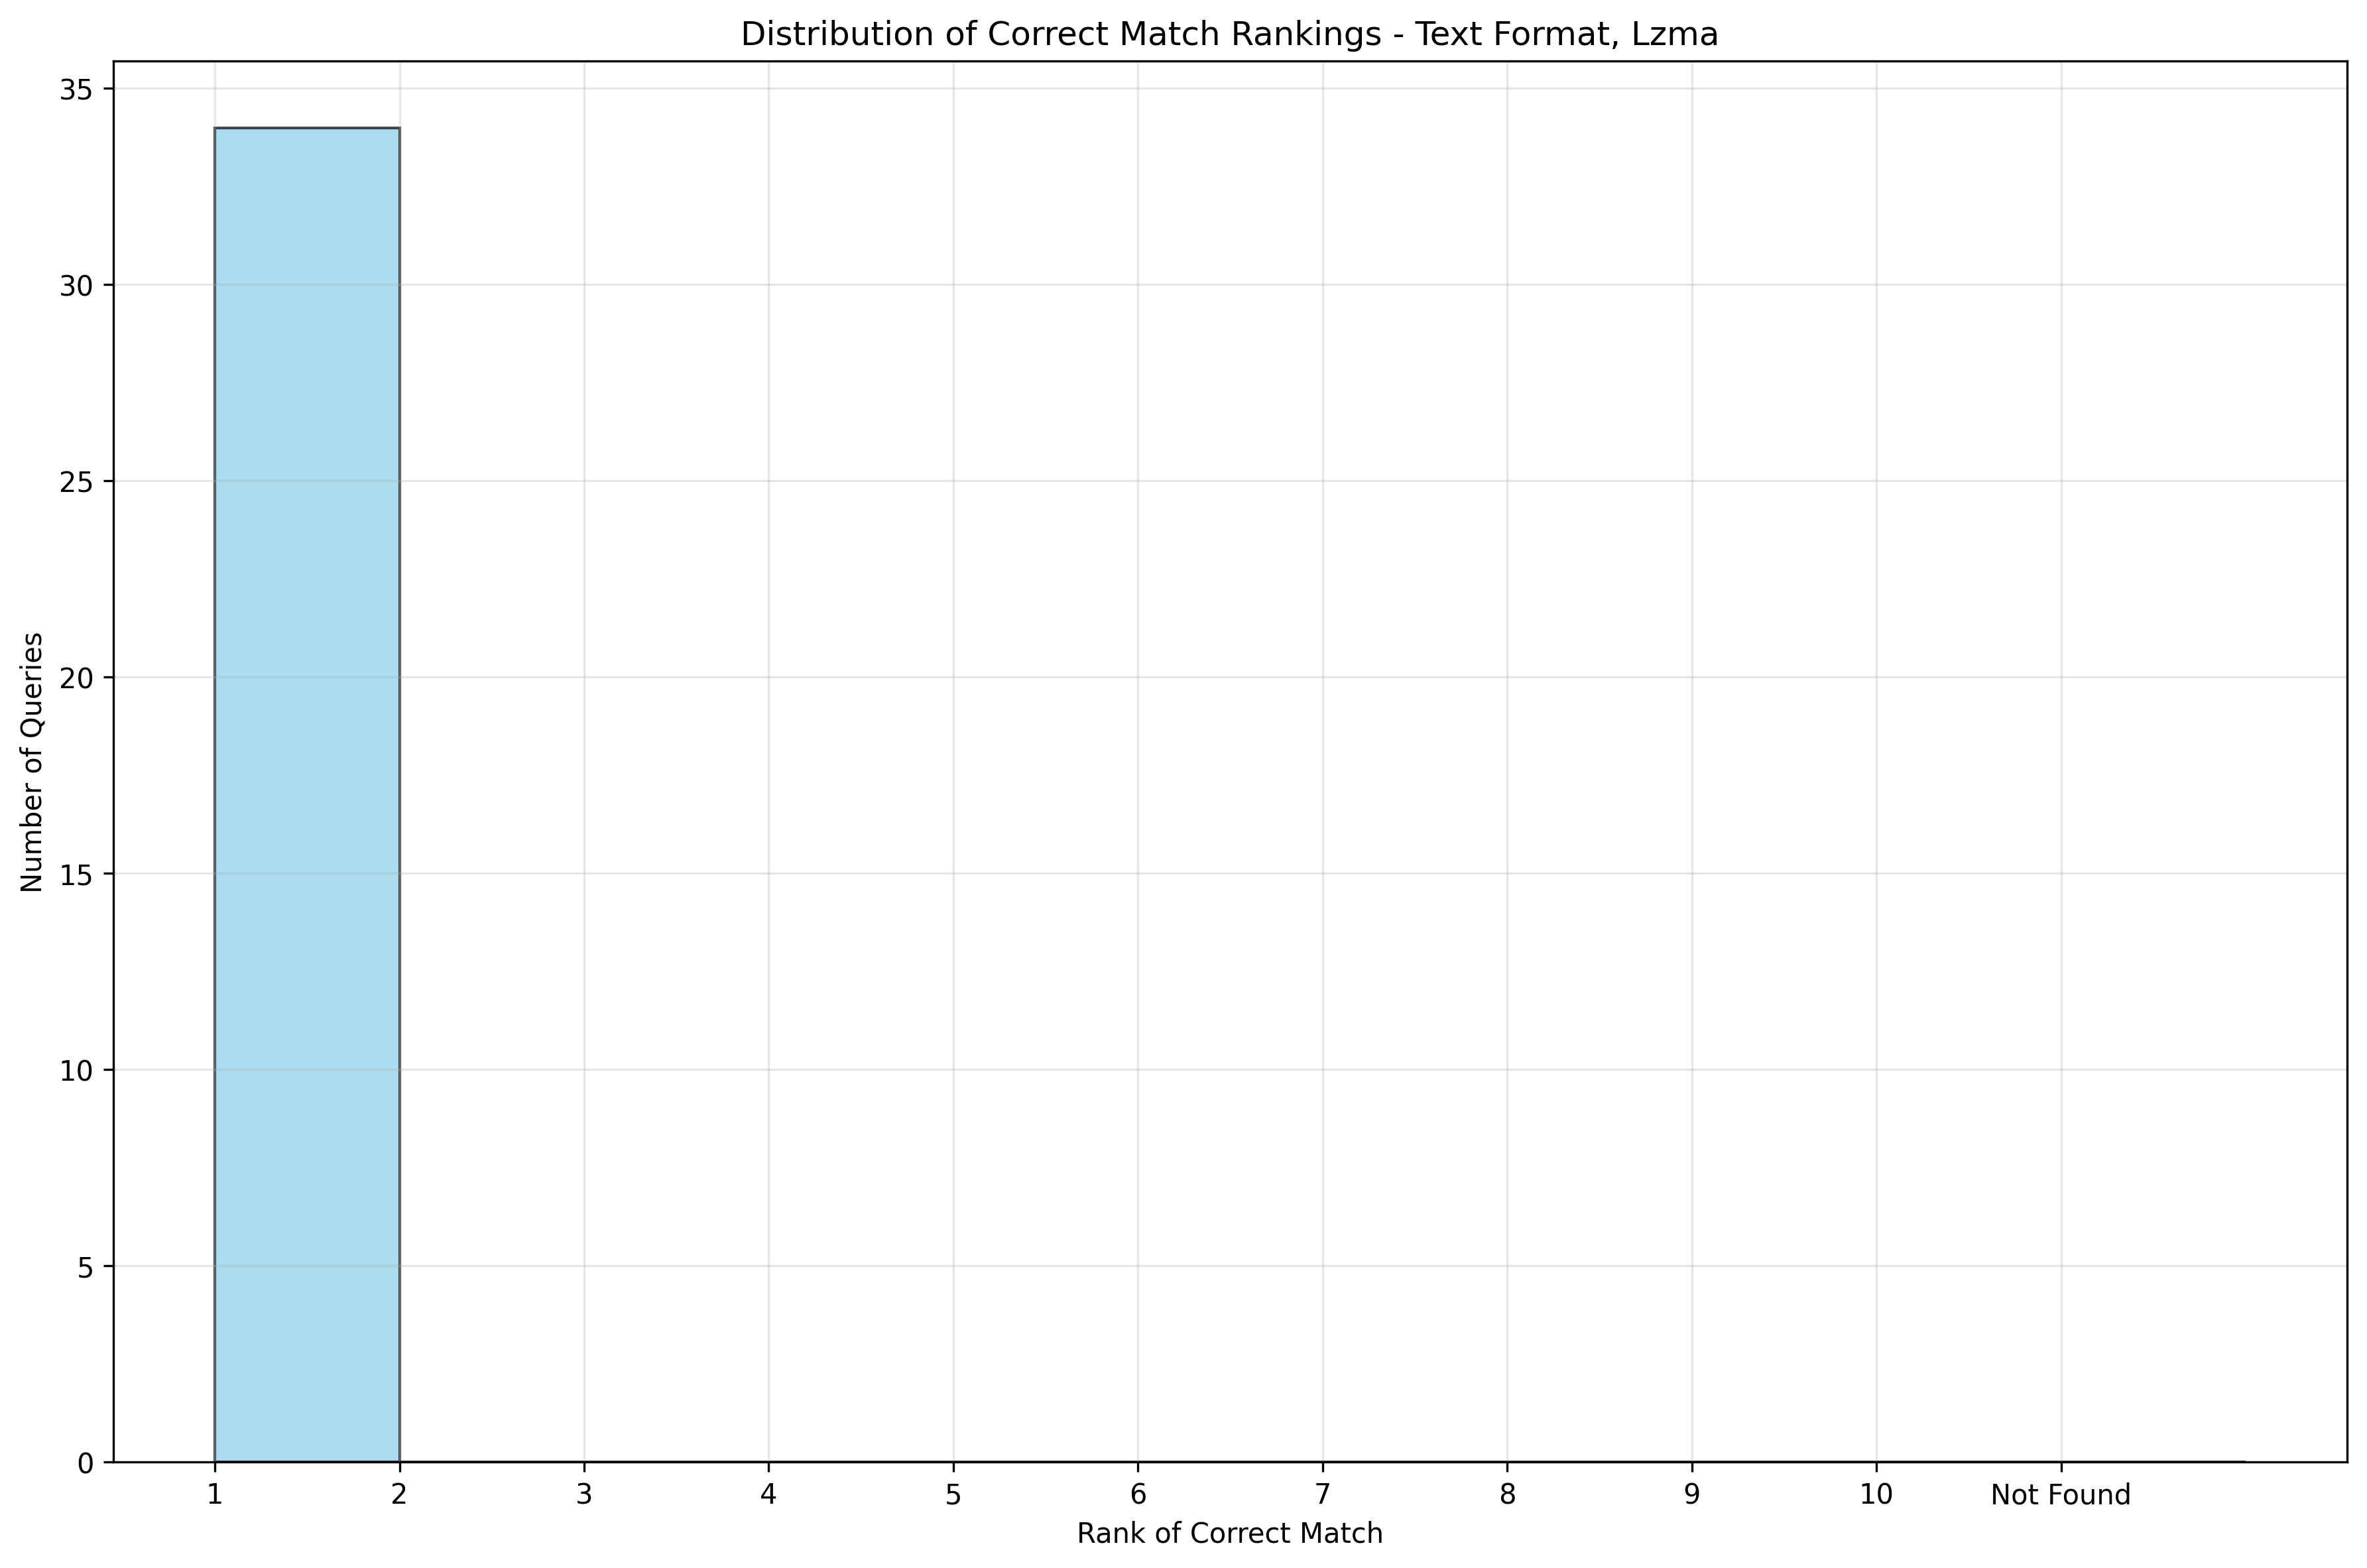 Distribution of Correct Match Rankings - Text Format, Lzma
35
30
25
20
15
10
5
0
Number of Queries
1 2 3 4 5 6 7 8 9 10 Not Found
Rank of Correct Match